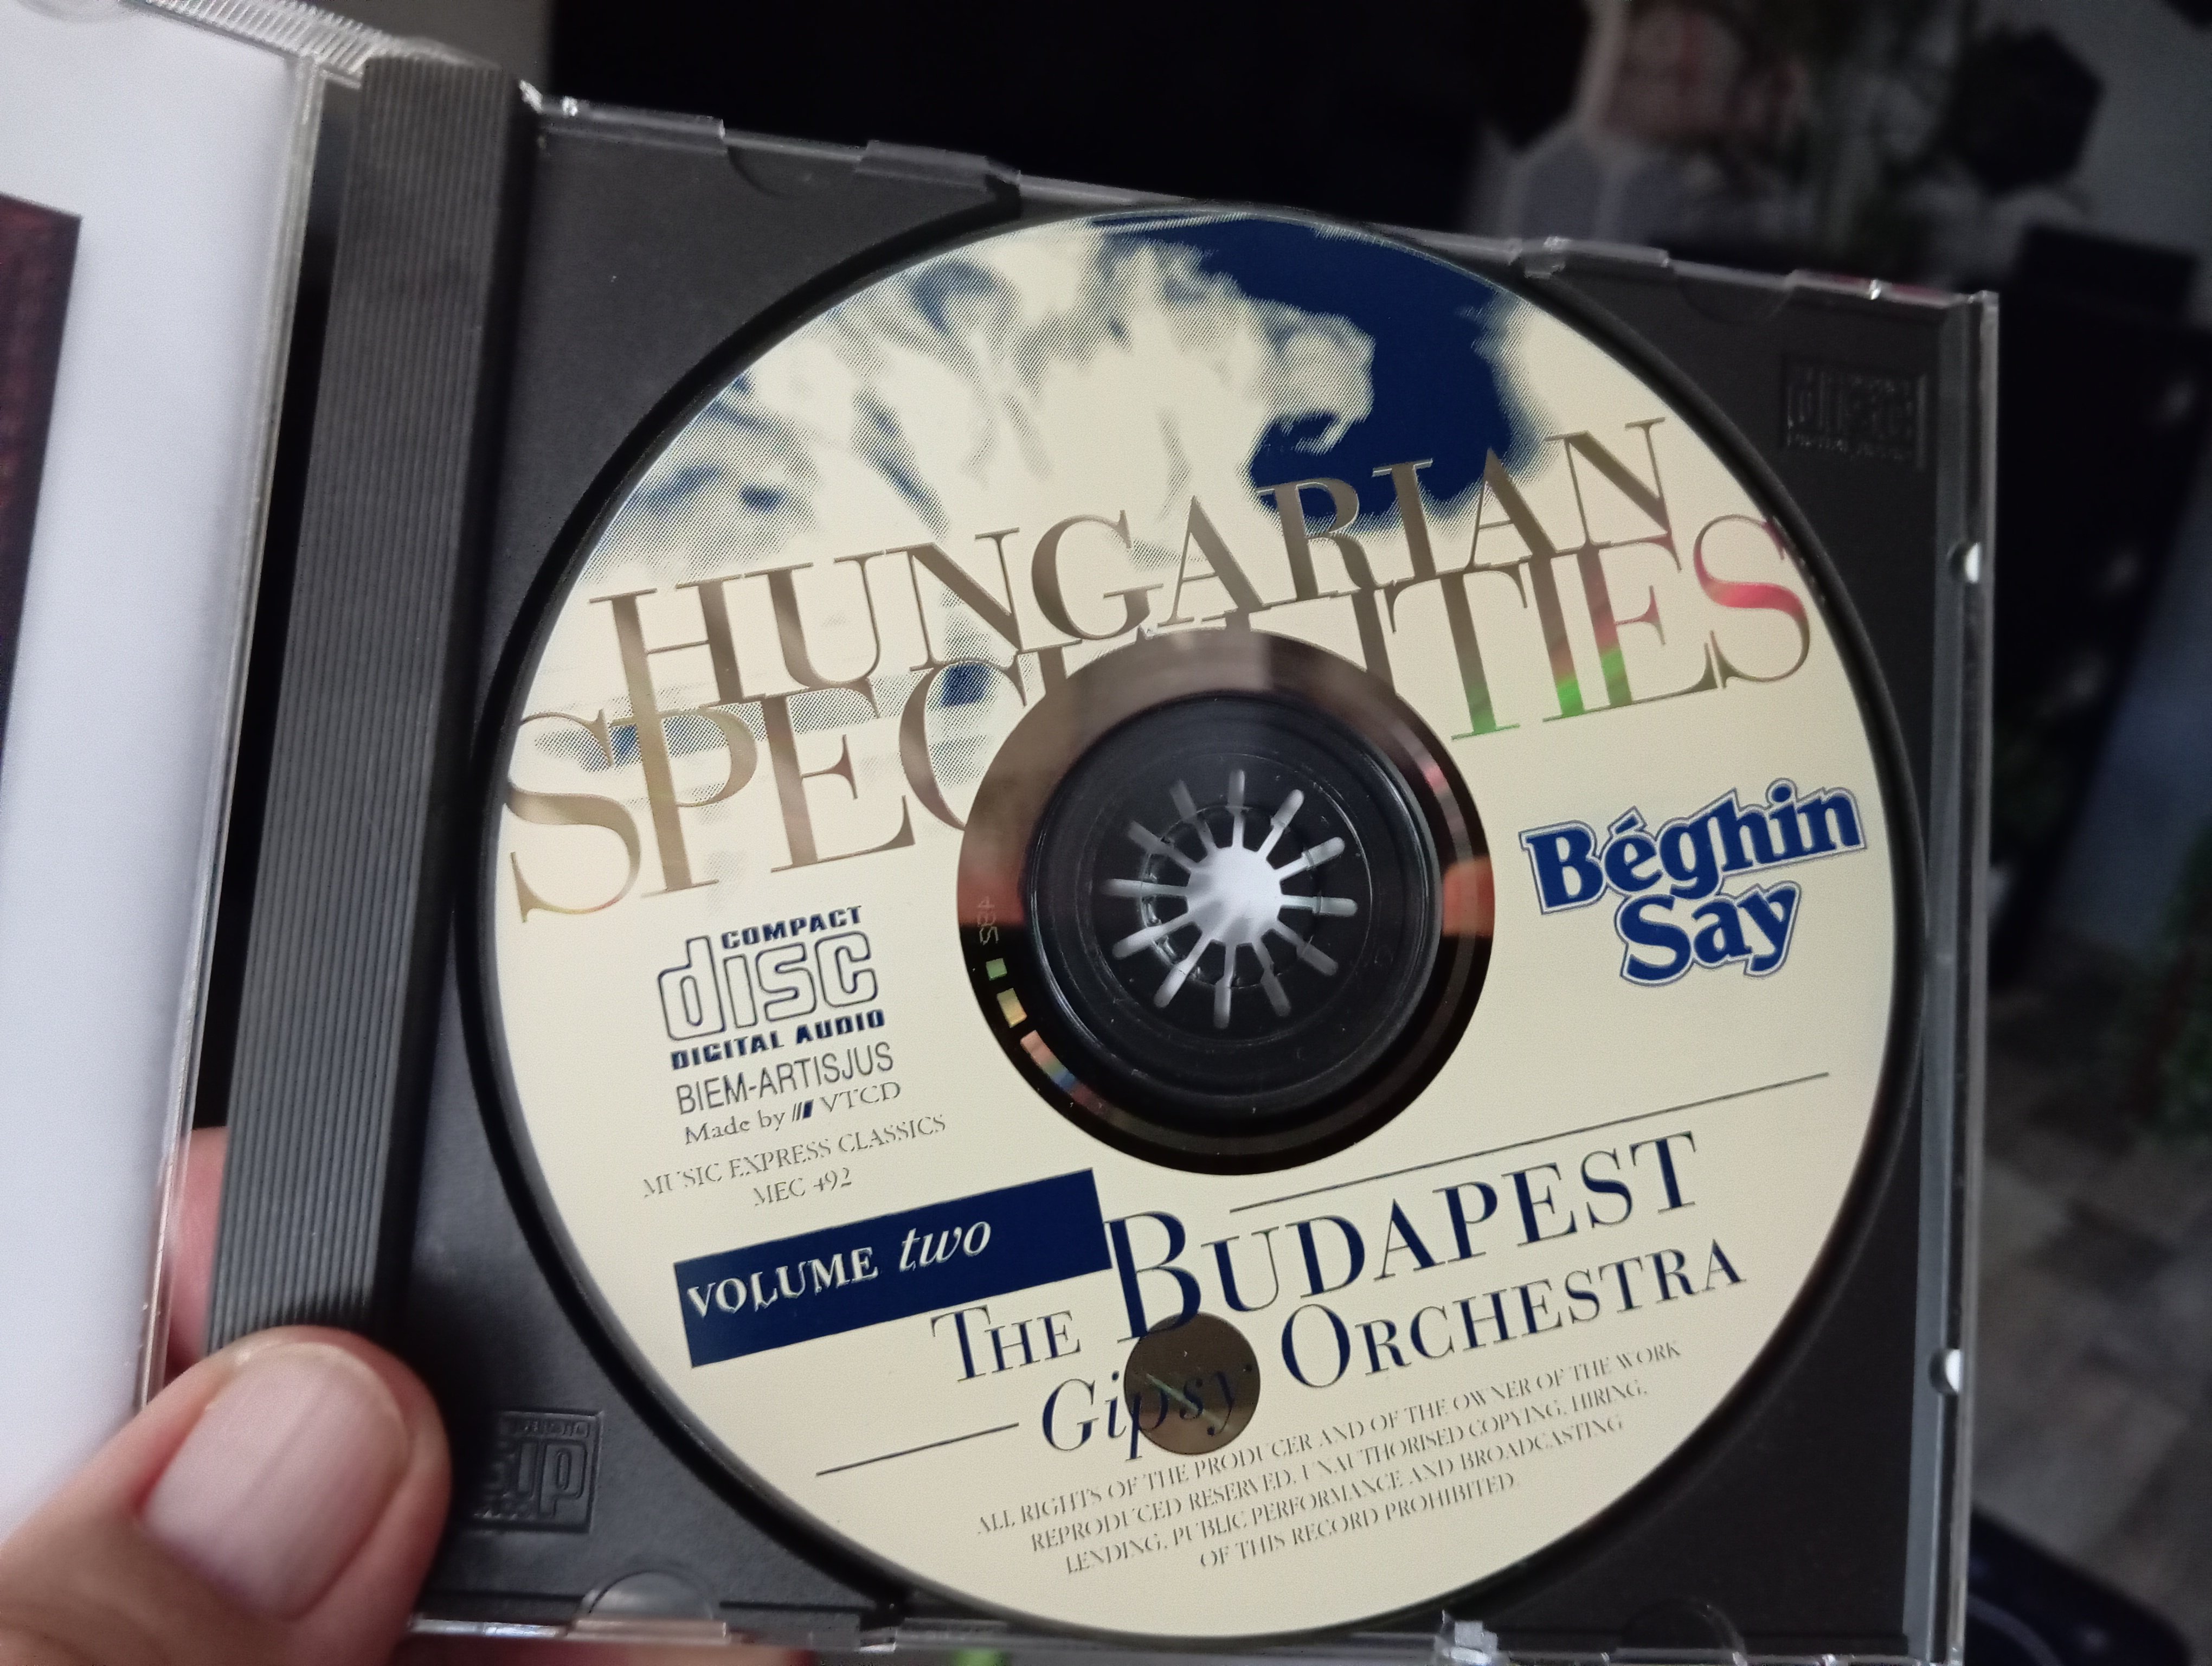 HUNGARIAN
SPECIALITIES
Béghin
Say
COMPACT
disc
DIGITAL AUDIO
BIEM-ARTISJUS
Made by VTCD
MUSIC EXPRESS CLASSICS
MEC 492
VOLUME two
THE BUDAPEST
Gipsy ORCHESTRA
ALL RIGHTS OF THE PRODUCER AND OF THE OWNER OF THE WORK
REPRODUCED RESERVED. UNAUTHORISED COPYING, HIRING,
LENDING, PUBLIC PERFORMANCE AND BROADCASTING
OF THIS RECORD PROHIBITED.